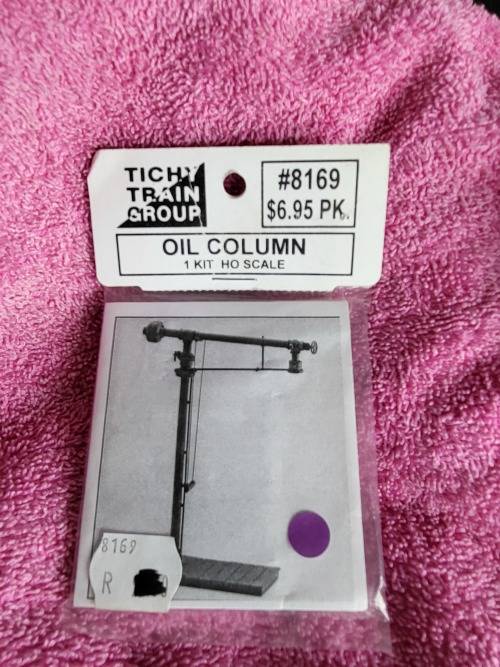 TICHY
TRAIN
GROUP
#8169
$6.95 PK.
OIL COLUMN
1 KIT HO SCALE
8169
R